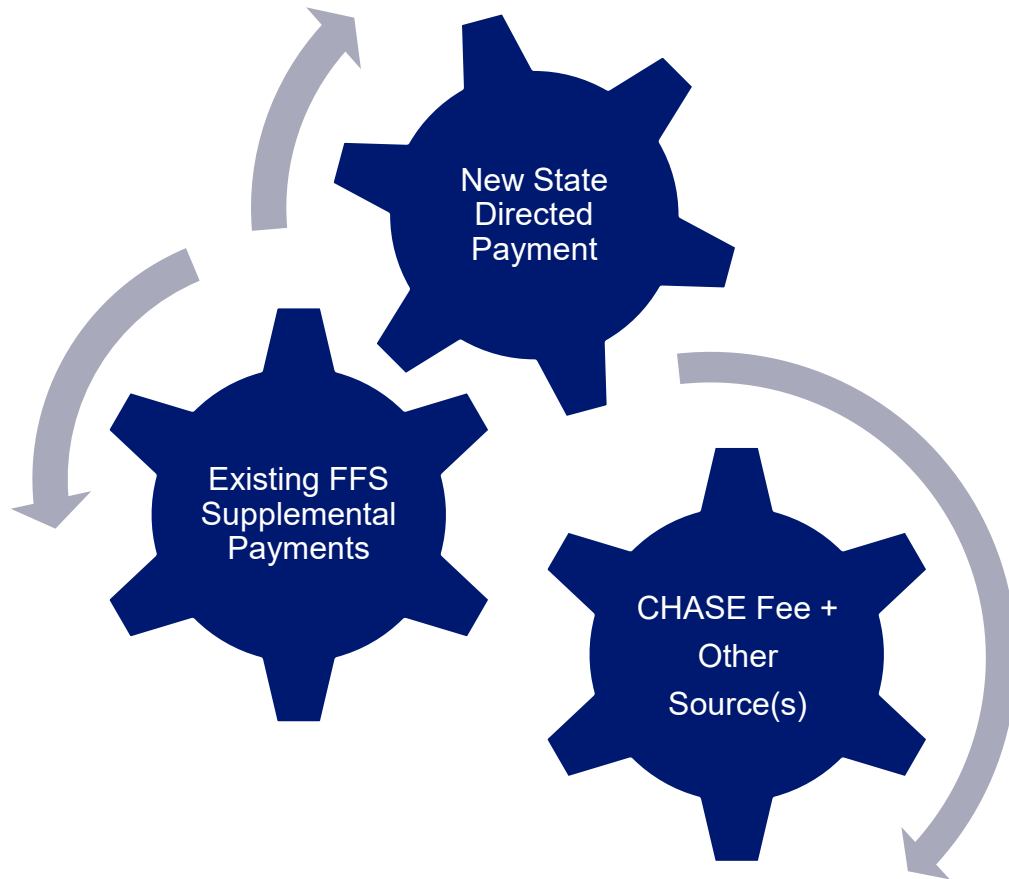 New State
Directed
Payment
Existing FFS
Supplemental
Payments
CHASE Fee +
Other
Source(s)